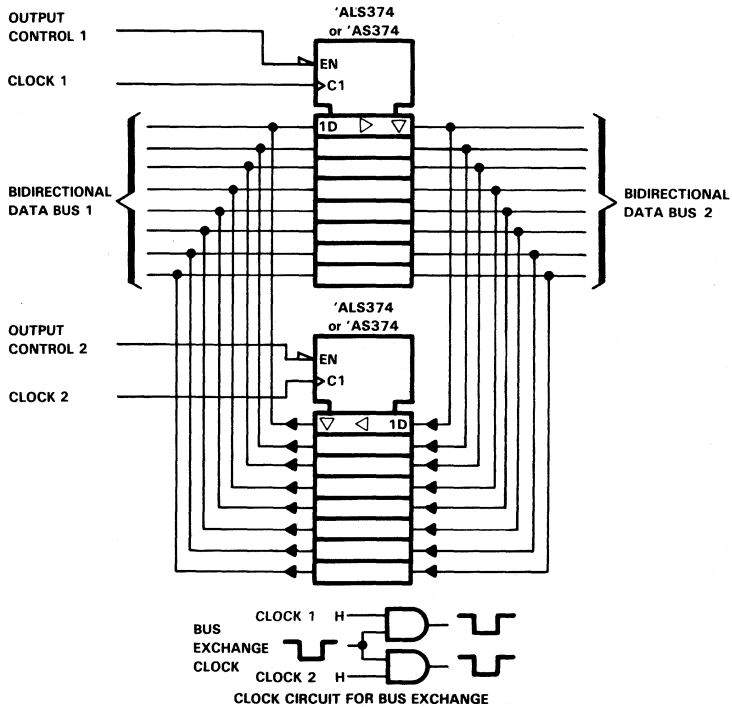 'ALS374
or 'AS374
OUTPUT
CONTROL 1
EN
CLOCK 1
C1
1D
BIDIRECTIONAL
DATA BUS 1
BIDIRECTIONAL
DATA BUS 2
'ALS374
or 'AS374
OUTPUT
CONTROL 2
EN
C1
CLOCK 2
1D
CLOCK 1 H
BUS
EXCHANGE
CLOCK
CLOCK 2 H
CLOCK CIRCUIT FOR BUS EXCHANGE